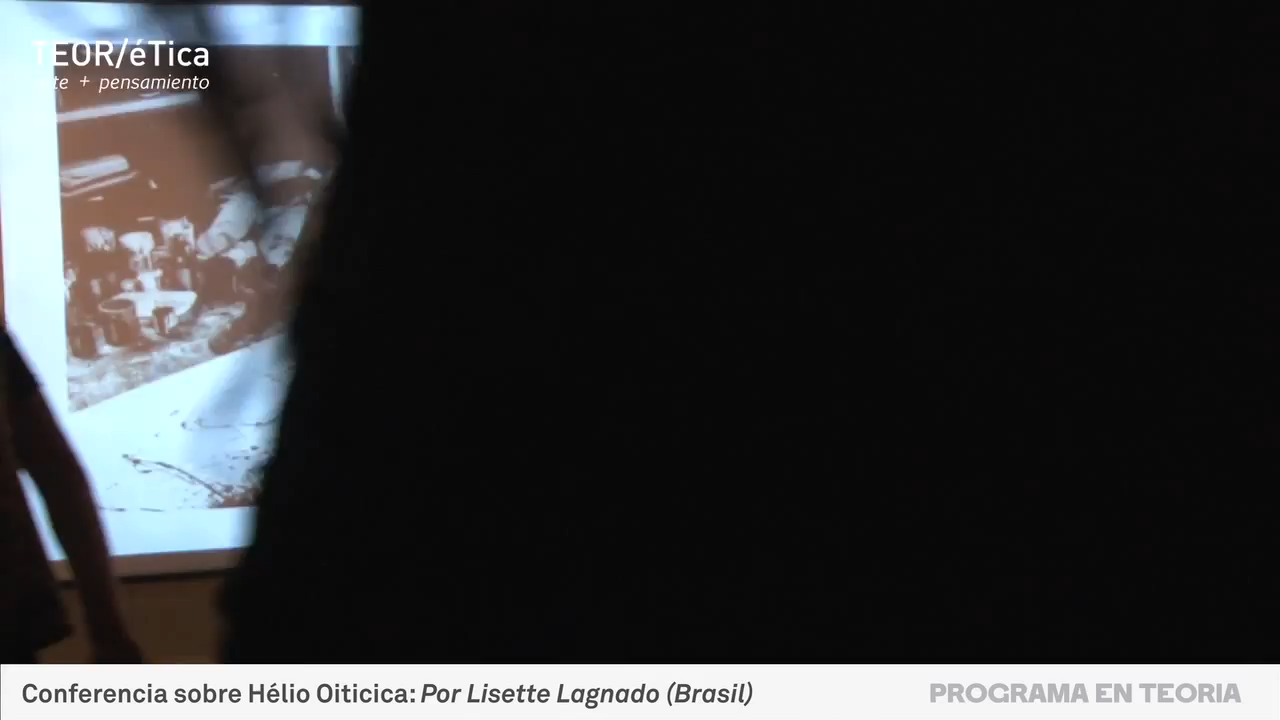 TEOR/éTica
+ pensamiento
Conferencia sobre Hélio Oiticica: Por Lisette Lagnado (Brasil)
PROGRAMA EN TEORIA